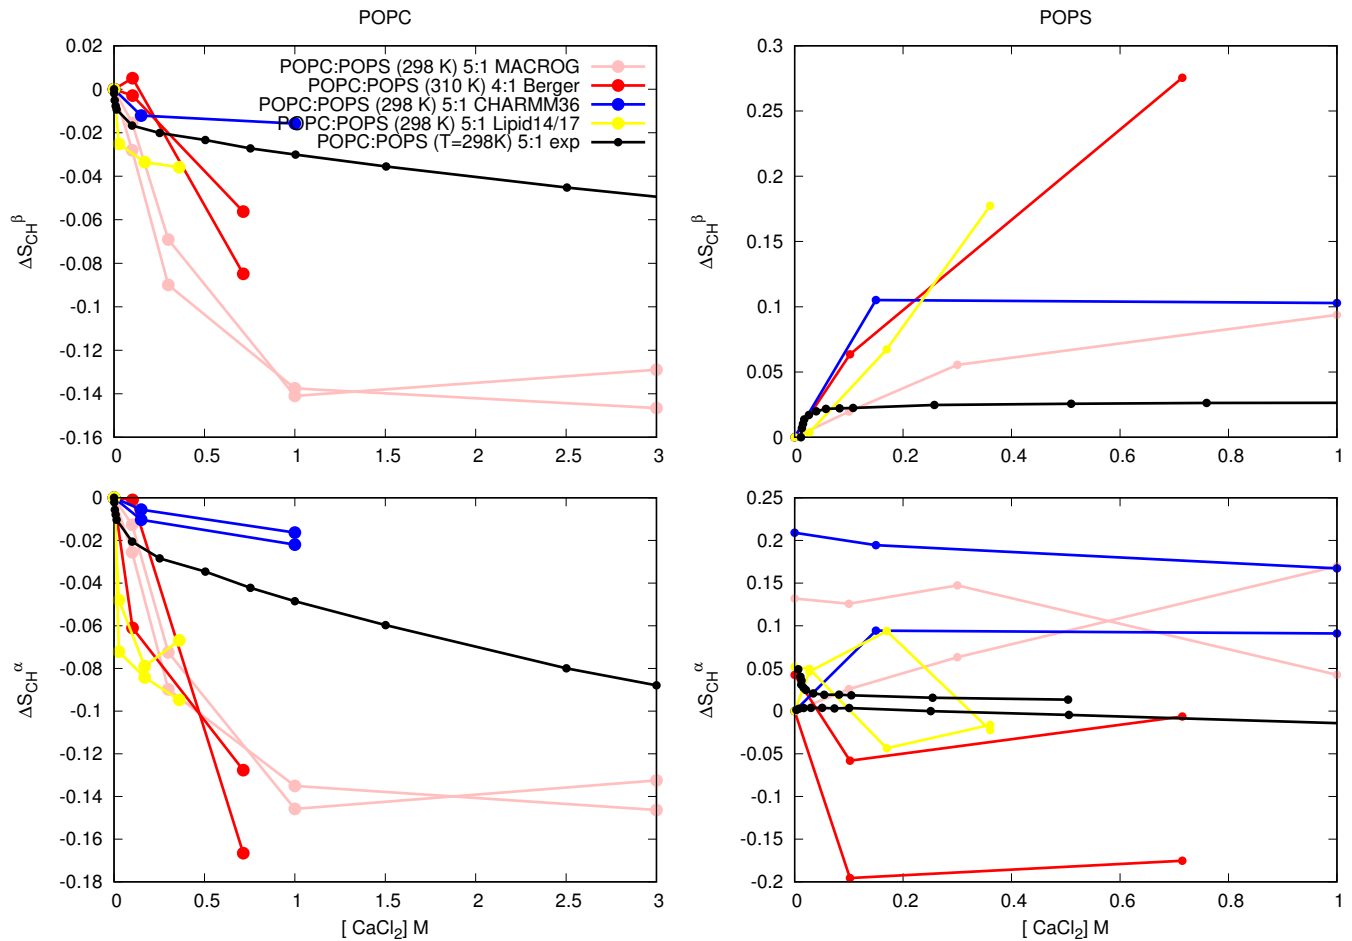 POPC
POPS
0.02
0
-0.02
-0.04
-0.06
-0.08
-0.1
-0.12
-0.14
-0.16
ΔS_CH^β
POPC:POPS (298 K) 5:1 MACROG
POPC:POPS (310 K) 4:1 Berger
POPC:POPS (298 K) 5:1 CHARMM36
POPC:POPS (298 K) 5:1 Lipid14/17
POPC:POPS (T=298K) 5:1 exp
0 0.5 1 1.5 2 2.5 3
0.3
0.25
0.2
0.15
0.1
0.05
0
ΔS_CH^β
0 0.2 0.4 0.6 0.8 1
0
-0.02
-0.04
-0.06
-0.08
-0.1
-0.12
-0.14
-0.16
-0.18
ΔS_CH^α
0 0.5 1 1.5 2 2.5 3
[ CaCl₂] M
0.25
0.2
0.15
0.1
0.05
0
-0.05
-0.1
-0.15
-0.2
ΔS_CH^α
0 0.2 0.4 0.6 0.8 1
[ CaCl₂] M